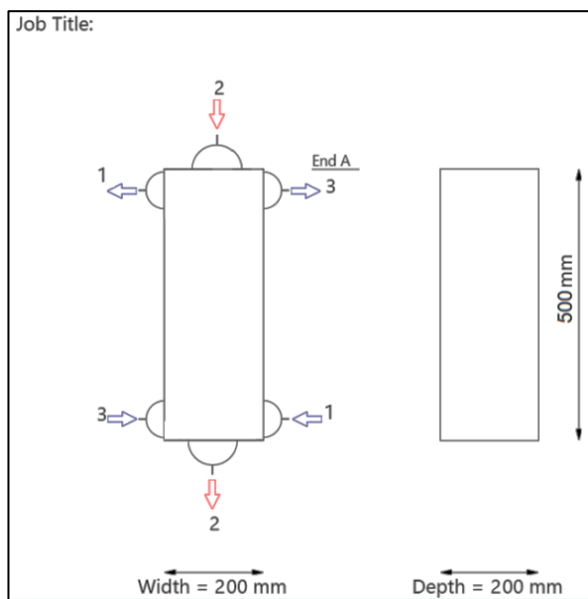 Job Title:
2
End A
1
3
500 mm
3
1
2
Width = 200 mm
Depth = 200 mm